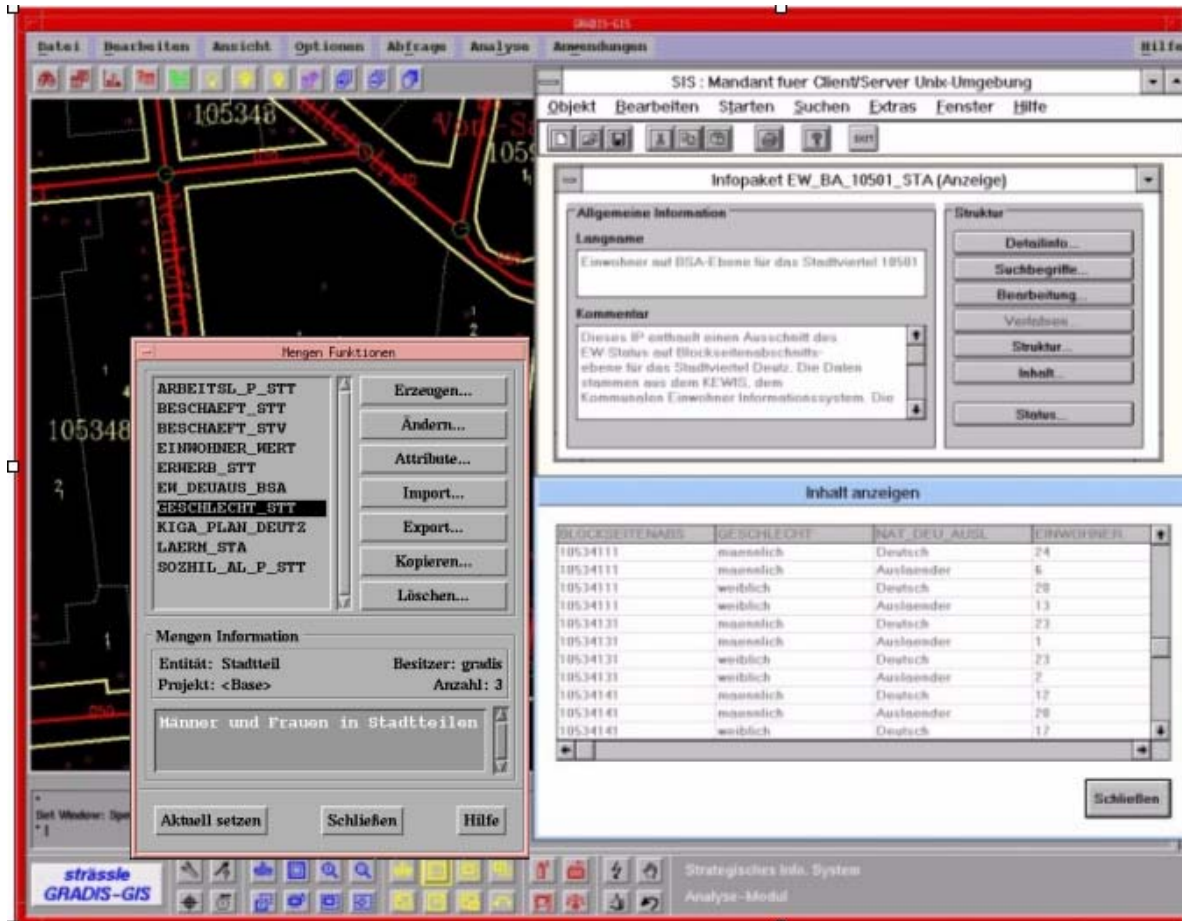 GRADIS-GIS
Datei Bearbeiten Ansicht Optionen Abfrage Analyse Anwendungen Hilfe
105348
SIS : Mandant fuer Client/Server Unix-Umgebung
Objekt Bearbeiten Starten Suchen Extras Fenster Hilfe
Infopaket EW_BA_10501_STA (Anzeige)
Allgemeine Information
Struktur
Langname
Detailinfo...
Einwohner auf BSA-Ebene für das Stadtviertel 10501
Suchbegriffe...
Bearbeitung...
Kommentar
Dieses IP enthaelt einen Ausschnitt des
EW-Status auf Blockseitenabschnitts-
Struktur...
ebene für das Stadtviertel Deutz. Die Daten
stammen aus dem KEWIS, dem
Inhalt...
Kommunalen Einwohner Informationssystem. Die
Status...
Mengen Funktionen
ARBEITSL_P_STT
BESCHAEFT_STT
BESCHAEFT_STV
EINWOHNER_WERT
ERWERB_STT
EW_DEUAUS_BSA
GESCHLECHT_STT
KIGA_PLAN_DEUTZ
LAERM_STA
SOZHIL_AL_P_STT
Erzeugen...
Ändern...
Attribute...
Import...
Export...
Kopieren...
Löschen...
105348
2
1
Mengen Information
Entität: Stadtteil Besitzer: gradis
Projekt: <Base> Anzahl: 3
Männer und Frauen in Stadtteilen
Aktuell setzen Schließen Hilfe
Inhalt anzeigen
BLOCKSEITENABS GESCHLECHT NAT_DEU_AUSL EINWOHNER
10534111 maennlich Deutsch 24
10534111 maennlich Auslaender 6
10534111 weiblich Deutsch
10534111 weiblich Auslaender 13
10534131 maennlich Deutsch 23
10534131 maennlich Auslaender 1
10534131 weiblich Deutsch 23
10534131 weiblich Auslaender 2
10534141 maennlich Deutsch
10534141 maennlich Auslaender
10534141 weiblich Deutsch
Schließen
Set Window:
strässle
GRADIS-GIS
Strategisches Info. System
Analyse-Modul